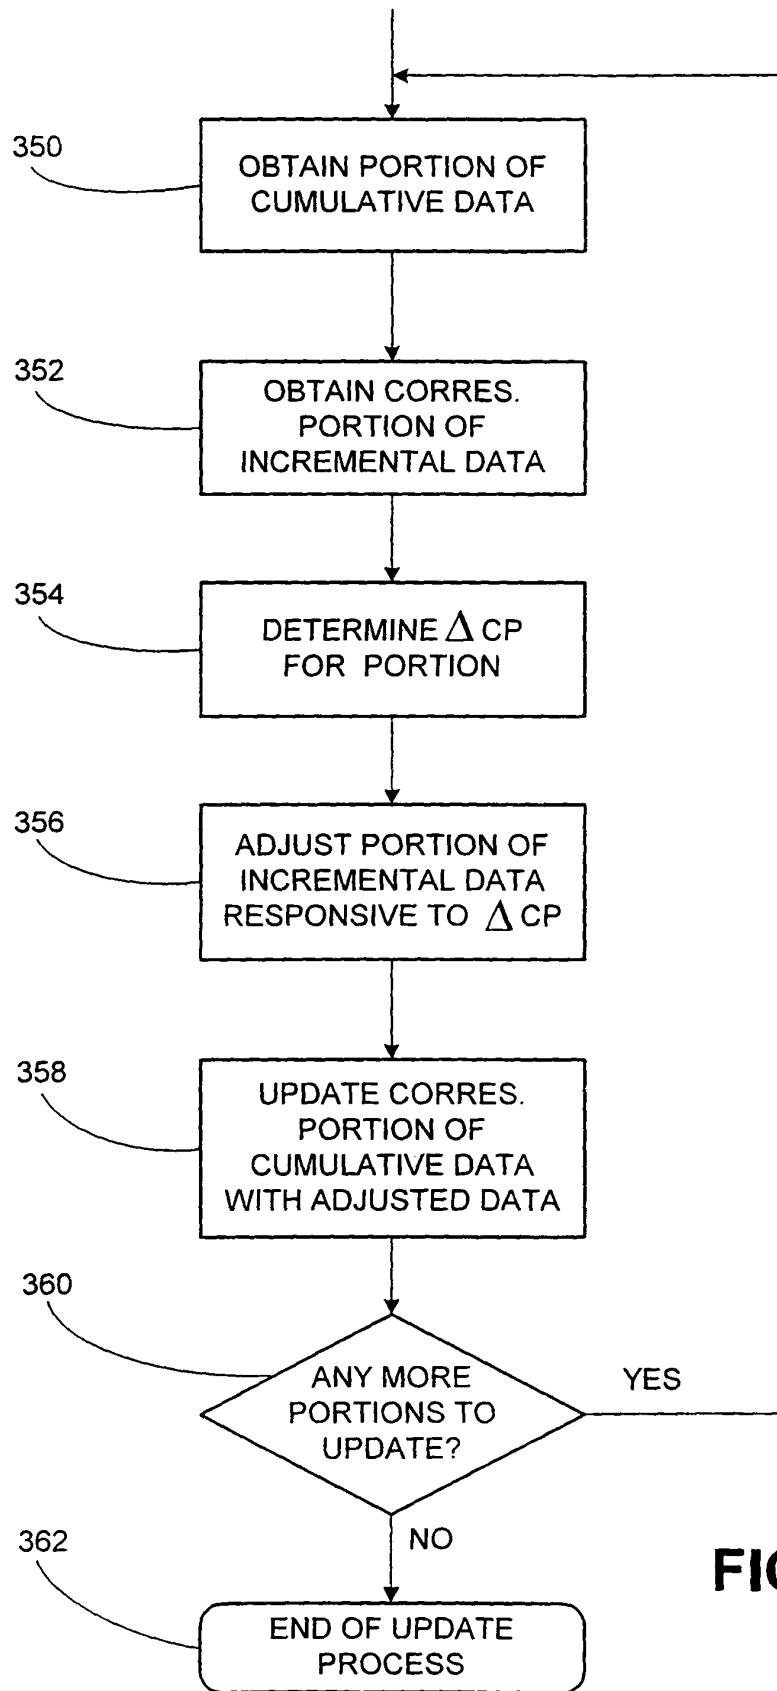 350
OBTAIN PORTION OF
CUMULATIVE DATA
352
OBTAIN CORRES.
PORTION OF
INCREMENTAL DATA
354
DETERMINE Δ CP
FOR PORTION
356
ADJUST PORTION OF
INCREMENTAL DATA
RESPONSIVE TO Δ CP
358
UPDATE CORRES.
PORTION OF
CUMULATIVE DATA
WITH ADJUSTED DATA
360
ANY MORE
PORTIONS TO
UPDATE?
YES
NO
362
END OF UPDATE
PROCESS